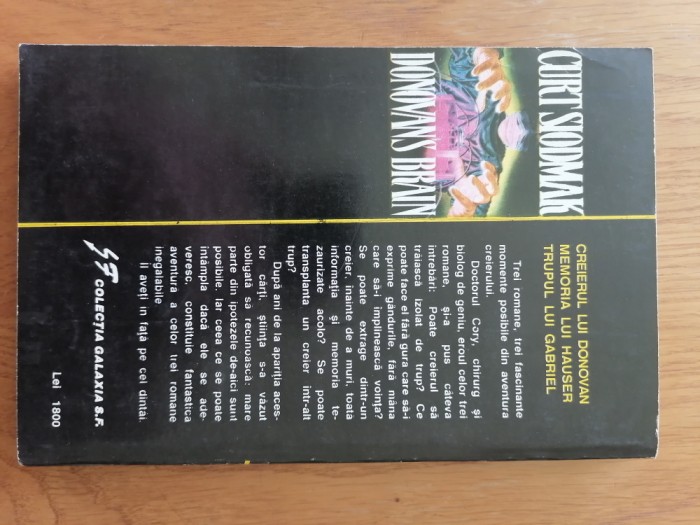 CURT SIODMAK
DONOVAN'S BRAIN
CREIERUL LUI DONOVAN
MEMORIA LUI HAUSER
TRUPUL LUI GABRIEL
Trei romane, trei fascinante
momente posibile din aventura
creierului.
Doctorul Cory, chirurg și
biolog de geniu, eroul celor trei
romane, și-a pus câteva
întrebări: Poate creierul să
trăiască izolat de trup? Ce
poate face el fără gura care să-i
exprime gândurile, fără mâna
care să-i împlinească voința?
Se poate extrage dintr-un
creier, înainte de a muri, toată
informația și memoria te-
zaurizate acolo? Se poate
transplanta un creier într-alt
trup?
După ani de la apariția aces-
tor cărți, știința s-a văzut
obligată sa recunoască: mare
parte din ipotezele de-aici sunt
posibile. Iar ceea ce se poate
întâmpla dacă ele se ade-
veresc, constituie fantastica
aventura a celor trei romane
inegalabile
Îl aveți în față pe cel dintâi.
SF COLECȚIA GALAXIA S.F.
Lei 1800